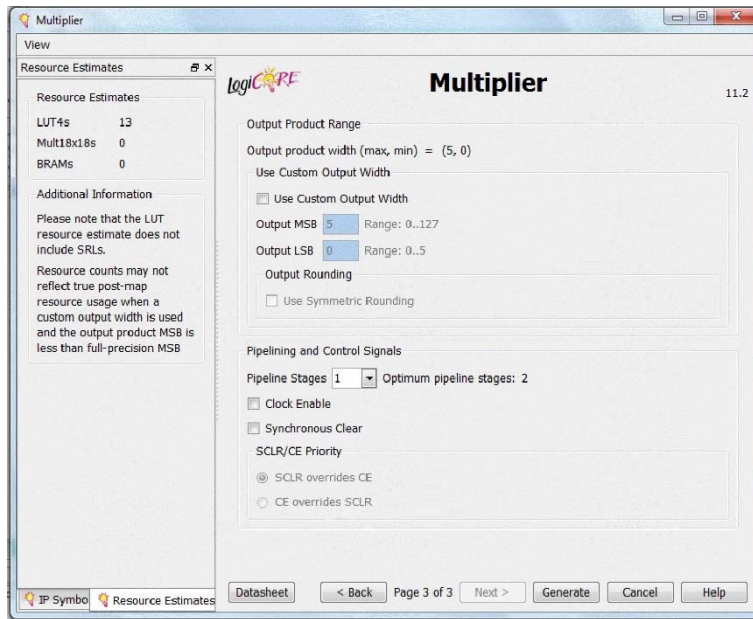 Multiplier
View
Resource Estimates
Resource Estimates
LUT4s 13
Mult18x18s 0
BRAMs 0
Additional Information
Please note that the LUT
resource estimate does not
include SRLs.
Resource counts may not
reflect true post-map
resource usage when a
custom output width is used
and the output product MSB is
less than full-precision MSB
IP Symbo
Resource Estimates
LogiCORE
Multiplier
11.2
Output Product Range
Output product width (max, min) = (5, 0)
Use Custom Output Width
Use Custom Output Width
Output MSB 5 Range: 0..127
Output LSB 0 Range: 0..5
Output Rounding
Use Symmetric Rounding
Pipelining and Control Signals
Pipeline Stages 1 Optimum pipeline stages: 2
Clock Enable
Synchronous Clear
SCLR/CE Priority
SCLR overrides CE
CE overrides SCLR
Datasheet < Back Page 3 of 3 Next > Generate Cancel Help